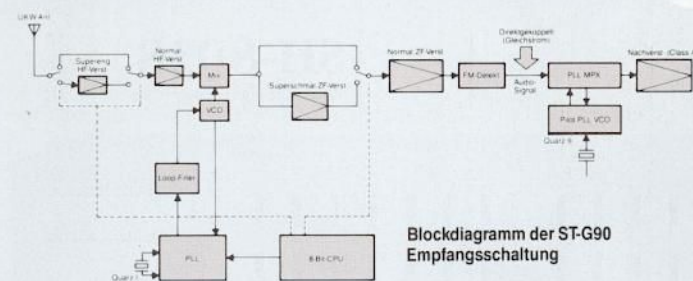 UKW-Ant
Super-eng
HF-Verst
Normal
HF-Verst
Mix
VCO
Loop-Filter
PLL
Quarz I
8-Bit-CPU
Superschmal ZF-Verst
Normal ZF-Verst
FM-Detekt
Direktgekoppelt
(Gleichstrom)
Audio-
Signal
PLL MPX
Pilot PLL VCO
Quarz II
Nachverst (Class
Blockdiagramm der ST-G90
Empfangsschaltung